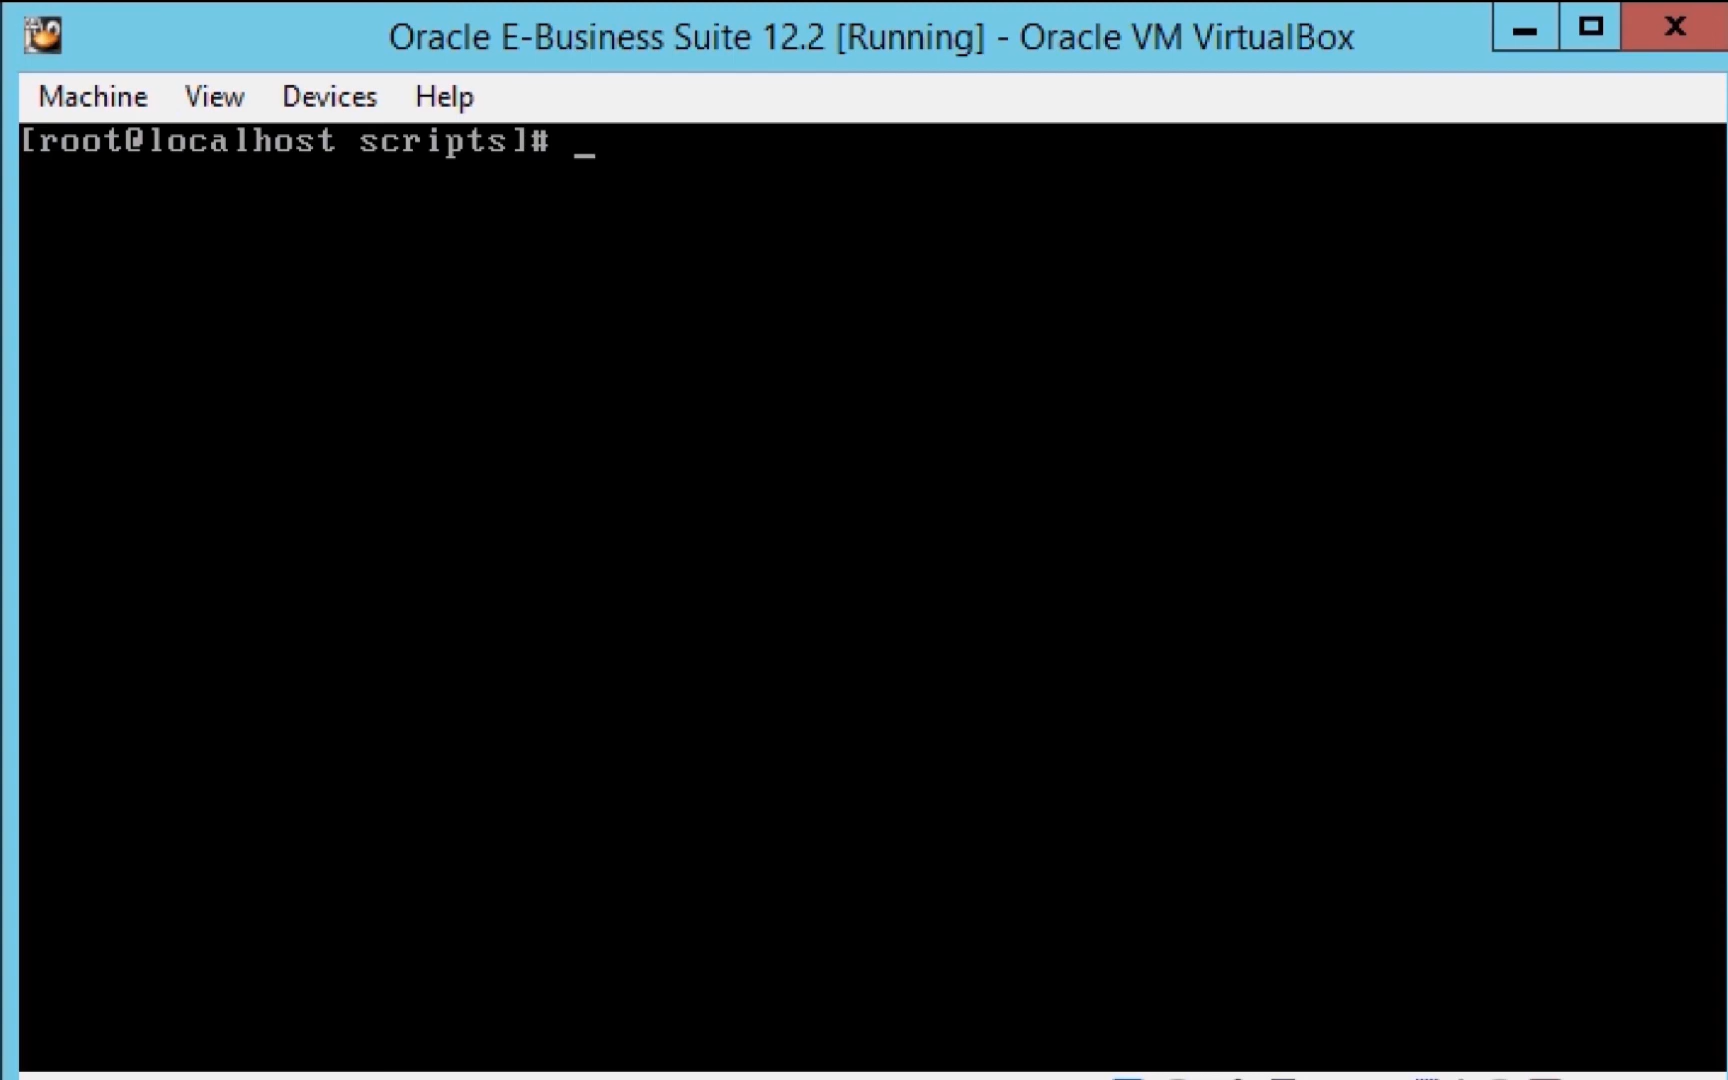 Oracle E-Business Suite 12.2 [Running] - Oracle VM VirtualBox
Machine View Devices Help
[root@localhost scripts]# _